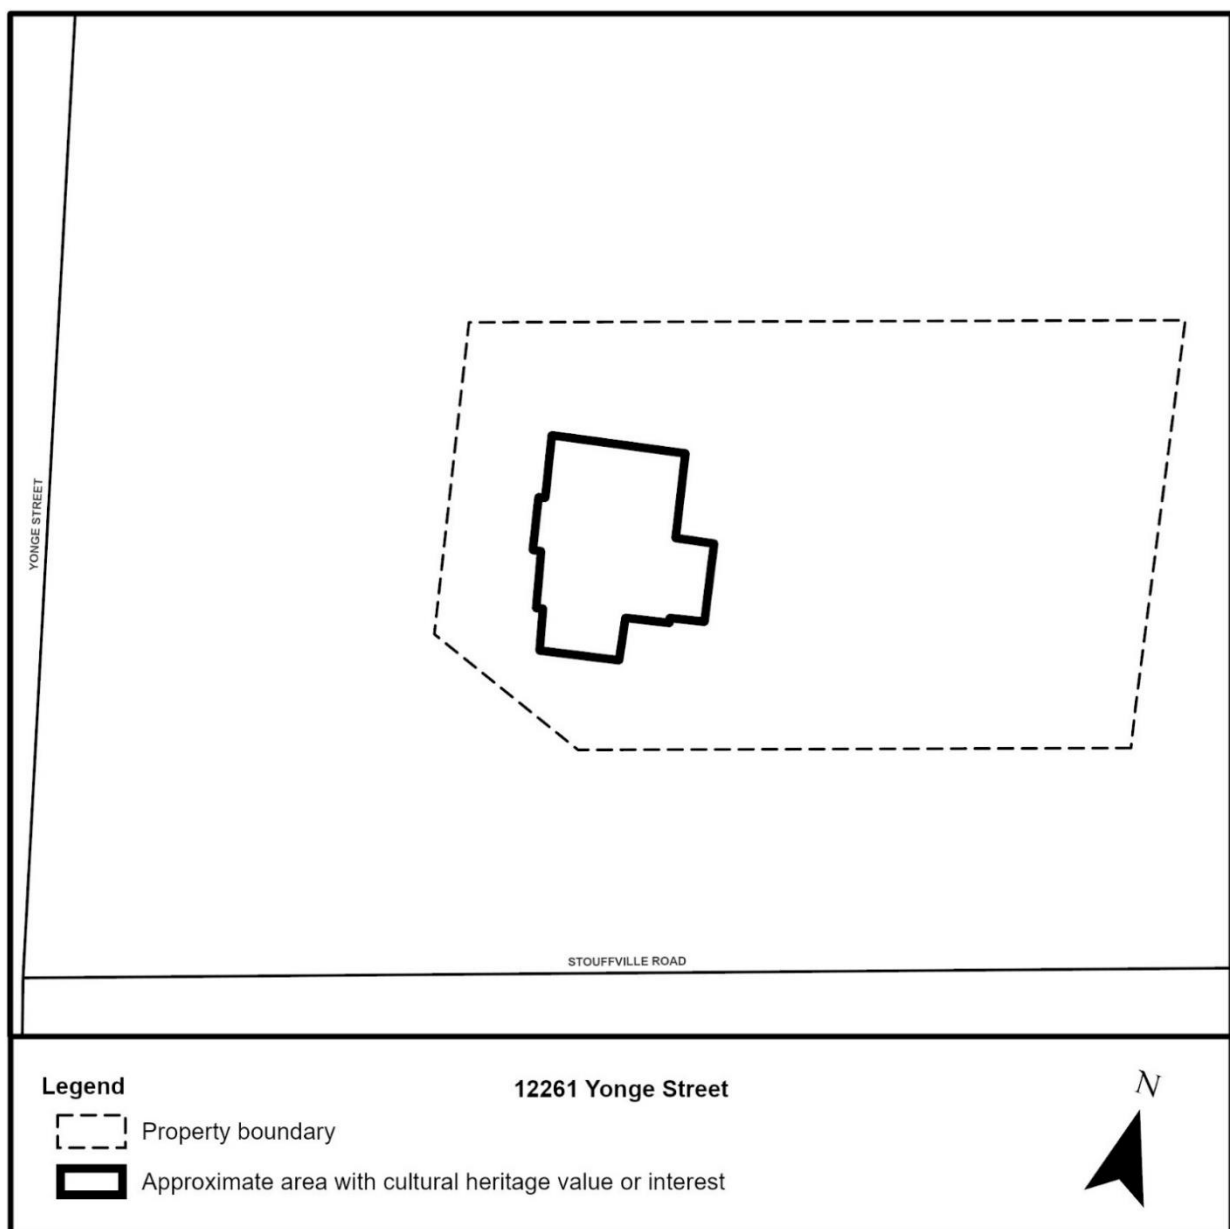 YONGE STREET
STOUFFVILLE ROAD
Legend
12261 Yonge Street
N
Property boundary
Approximate area with cultural heritage value or interest